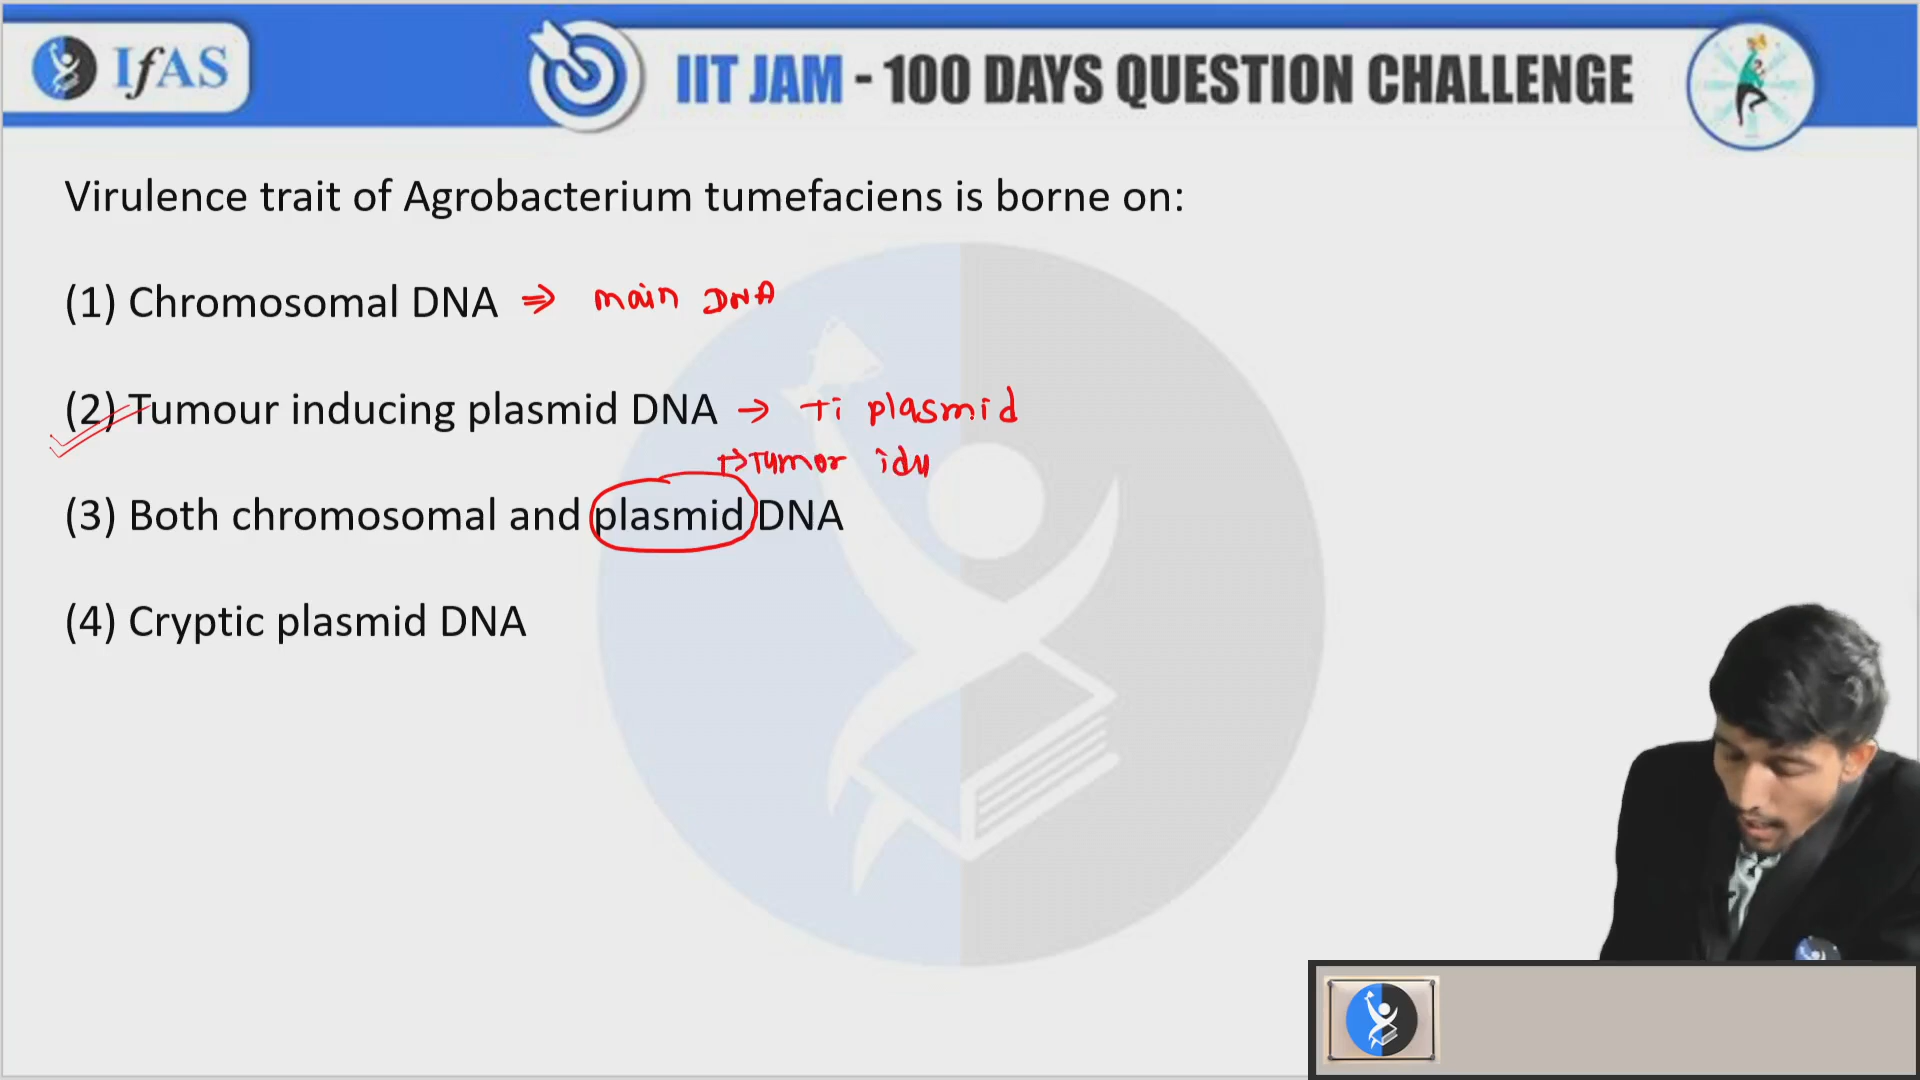 IfAS
IIT JAM - 100 DAYS QUESTION CHALLENGE
Virulence trait of Agrobacterium tumefaciens is borne on:
(1) Chromosomal DNA ⇒ main DNA
(2) Tumour inducing plasmid DNA → Ti plasmid
→ Tumor idu
(3) Both chromosomal and plasmid DNA
(4) Cryptic plasmid DNA